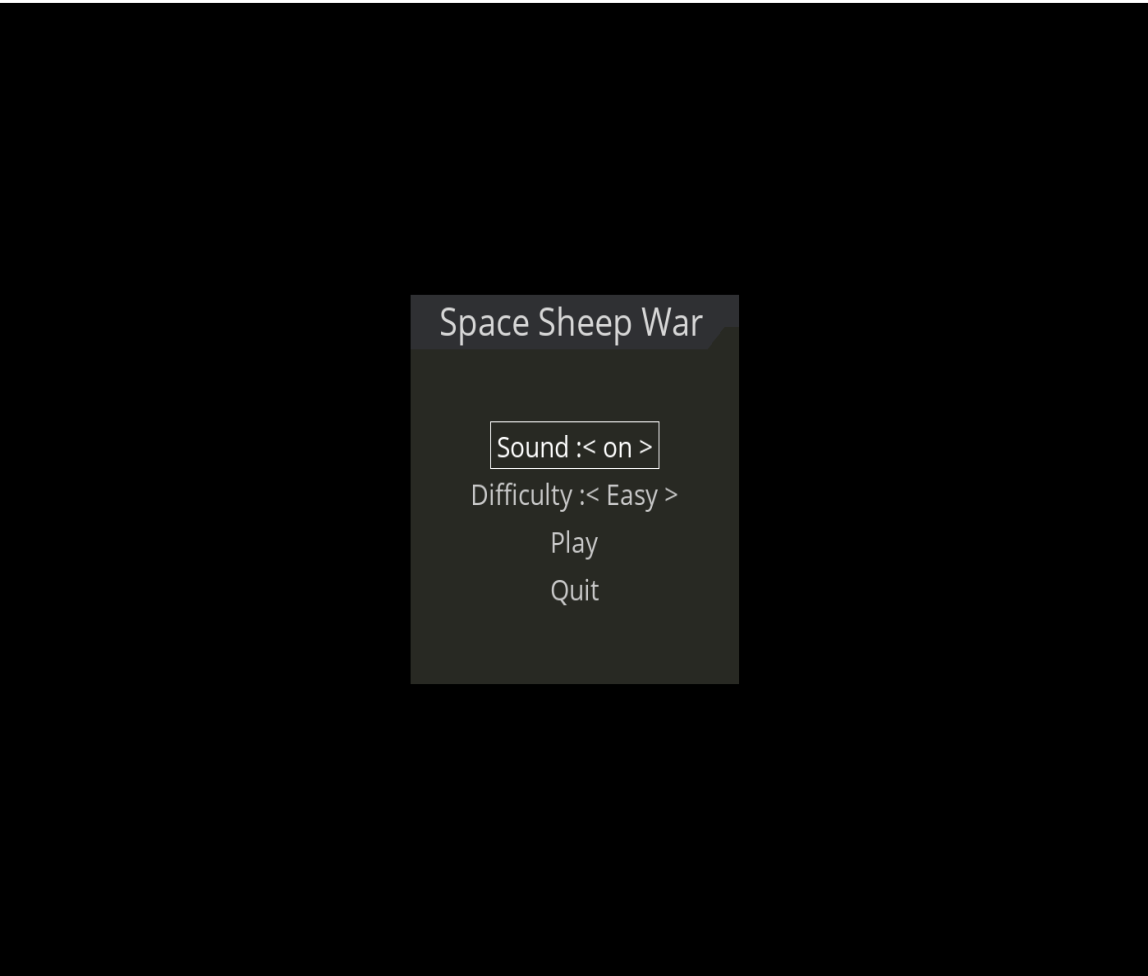 Space Sheep War
Sound :< on >
Difficulty :< Easy >
Play
Quit